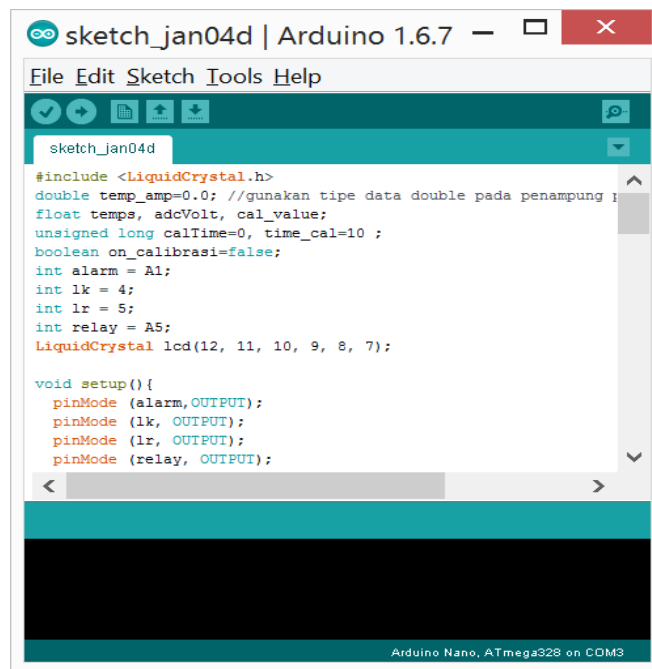 sketch_jan04d | Arduino 1.6.7
File Edit Sketch Tools Help
sketch_jan04d
#include <LiquidCrystal.h>
double temp_amp=0.0; //gunakan tipe data double pada penampung
float temps, adcVolt, cal_value;
unsigned long calTime=0, time_cal=10 ;
boolean on_calibrasi=false;
int alarm = A1;
int lk = 4;
int lr = 5;
int relay = A5;
LiquidCrystal lcd(12, 11, 10, 9, 8, 7);
void setup(){
pinMode (alarm,OUTPUT);
pinMode (lk, OUTPUT);
pinMode (lr, OUTPUT);
pinMode (relay, OUTPUT);
Arduino Nano, ATmega328 on COM3